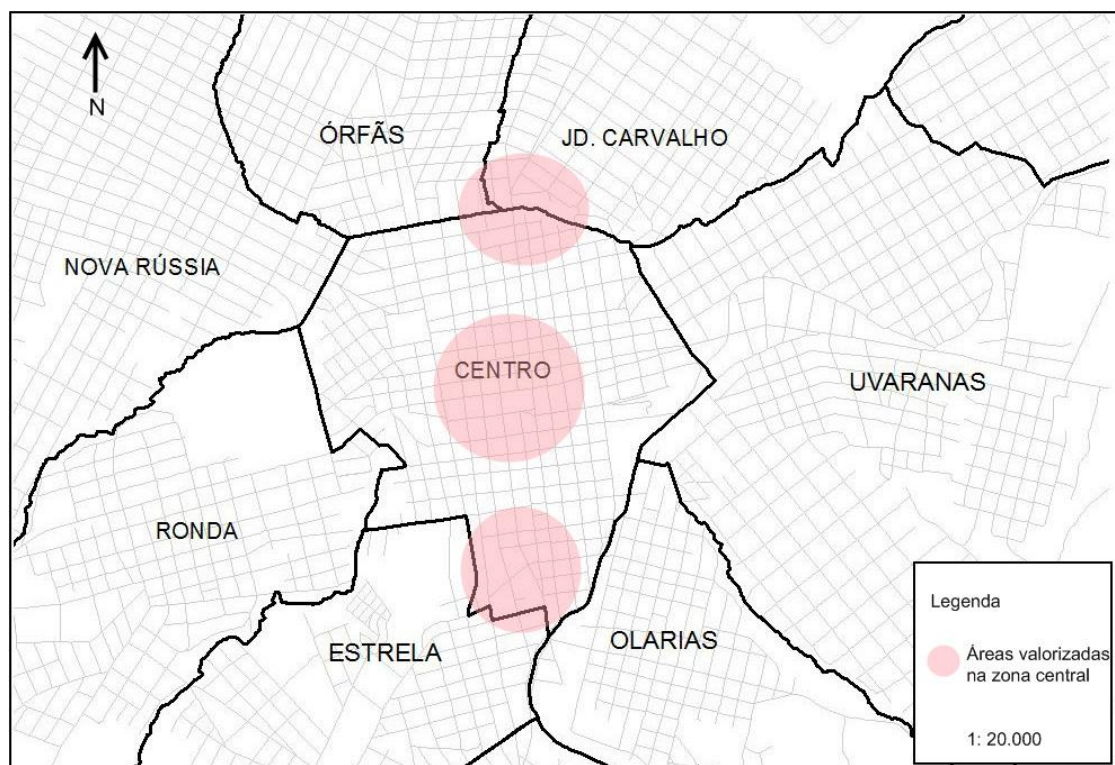 N
ÓRFÃS
JD. CARVALHO
NOVA RÚSSIA
CENTRO
UVARANAS
RONDA
ESTRELA
OLARIAS
Legenda
Áreas valorizadas
na zona central
1: 20.000